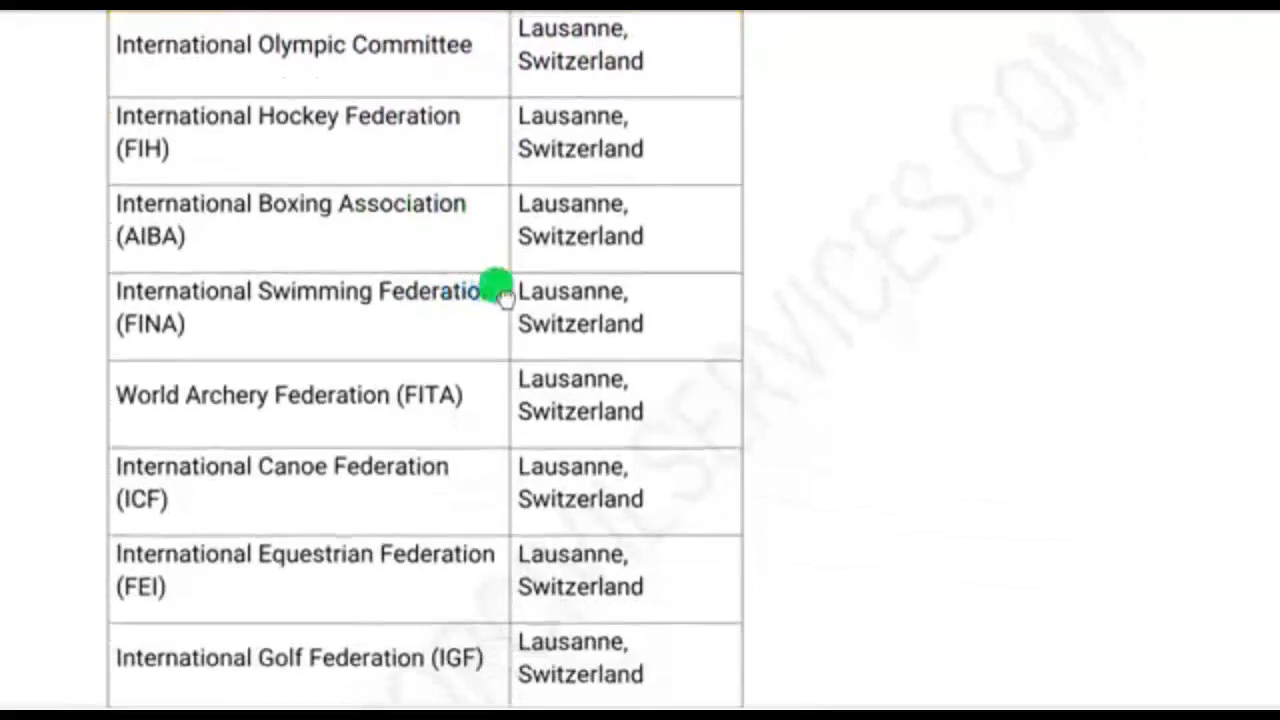 International Olympic Committee
Lausanne,
Switzerland
International Hockey Federation
(FIH)
Lausanne,
Switzerland
International Boxing Association
(AIBA)
Lausanne,
Switzerland
International Swimming Federatio
(FINA)
Lausanne,
Switzerland
World Archery Federation (FITA)
Lausanne,
Switzerland
International Canoe Federation
(ICF)
Lausanne,
Switzerland
International Equestrian Federation
(FEI)
Lausanne,
Switzerland
International Golf Federation (IGF)
Lausanne,
Switzerland